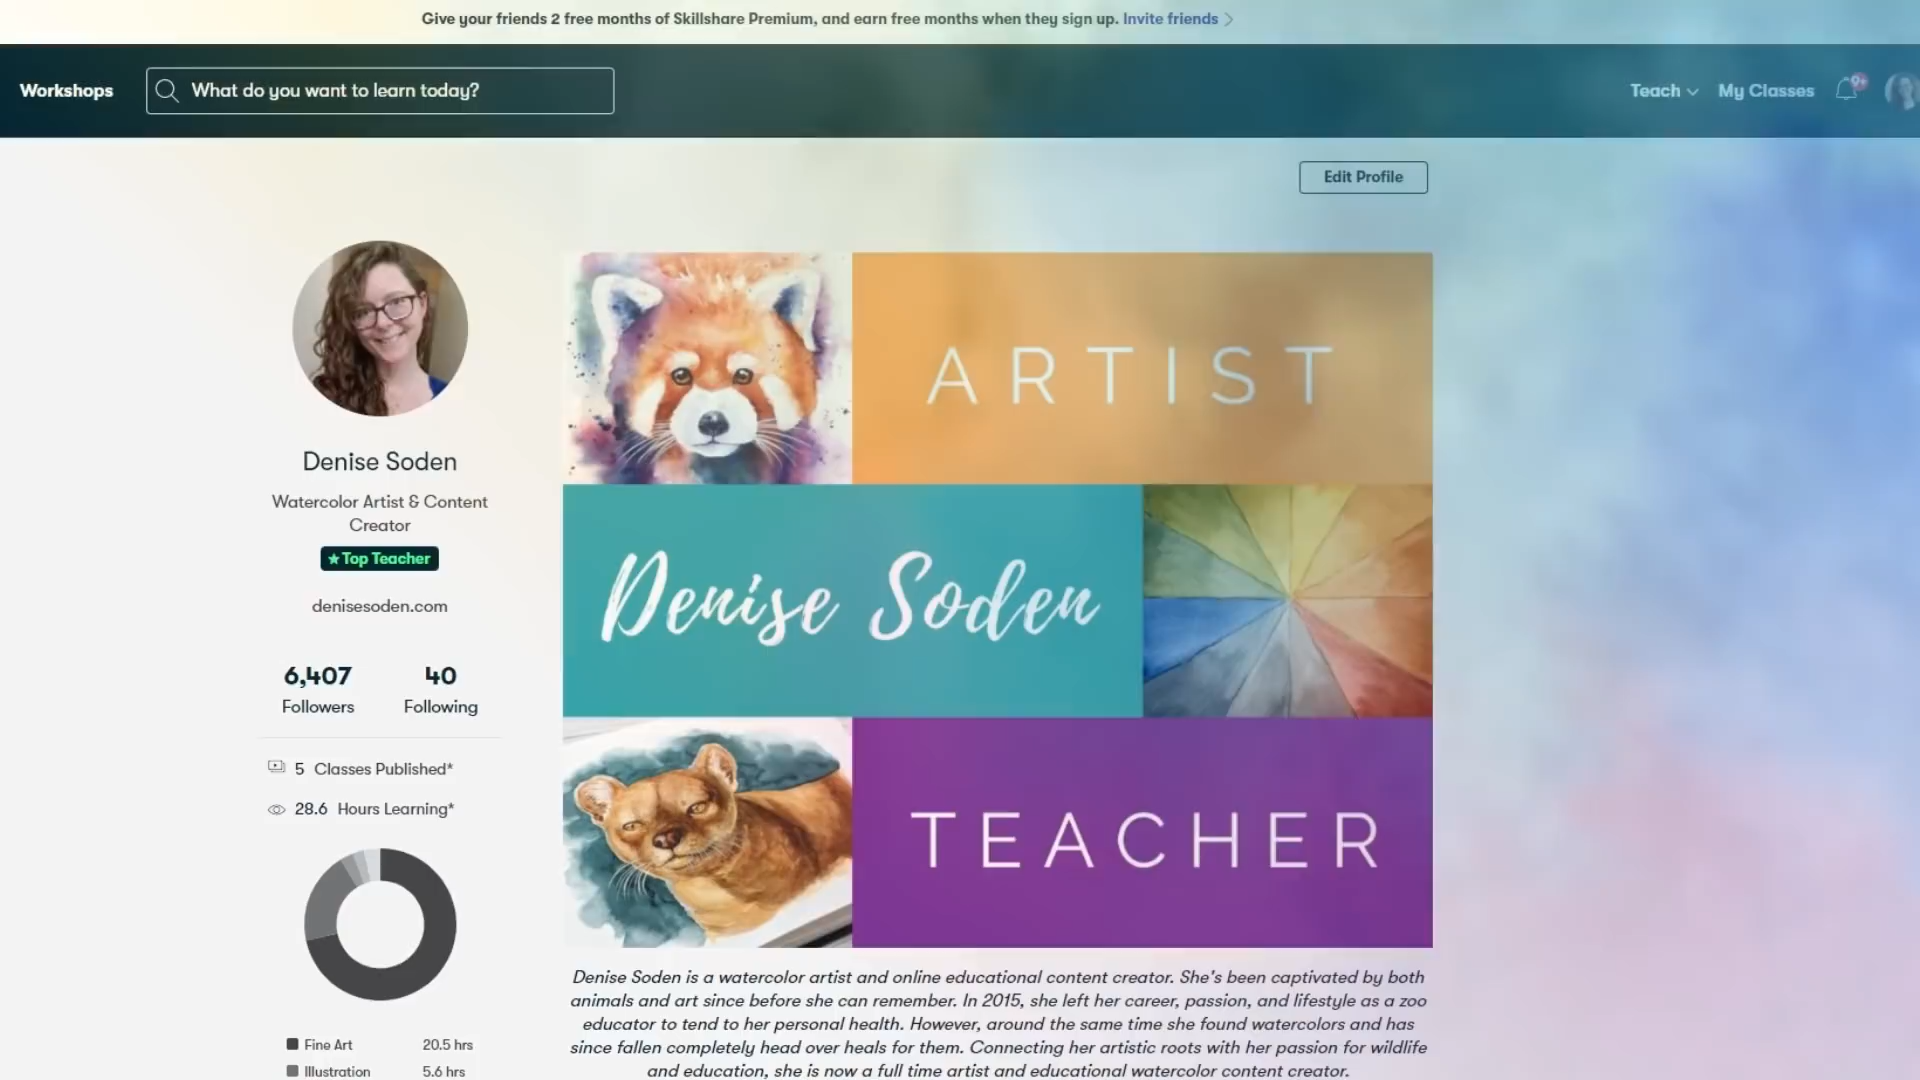 Give your friends 2 free months of Skillshare Premium, and earn free months when they sign up. Invite friends
Workshops
What do you want to learn today?
Teach
My Classes
9+
Edit Profile
ARTIST
Denise Soden
Watercolor Artist & Content
Creator
Top Teacher
denisesoden.com
Denise Soden
6,407
Followers
40
Following
5 Classes Published*
28.6 Hours Learning*
TEACHER
Denise Soden is a watercolor artist and online educational content creator. She's been captivated by both
animals and art since before she can remember. In 2015, she left her career, passion, and lifestyle as a zoo
educator to tend to her personal health. However, around the same time she found watercolors and has
since fallen completely head over heals for them. Connecting her artistic roots with her passion for wildlife
and education, she is now a full time artist and educational watercolor content creator.
Fine Art 20.5 hrs
Illustration 5.6 hrs